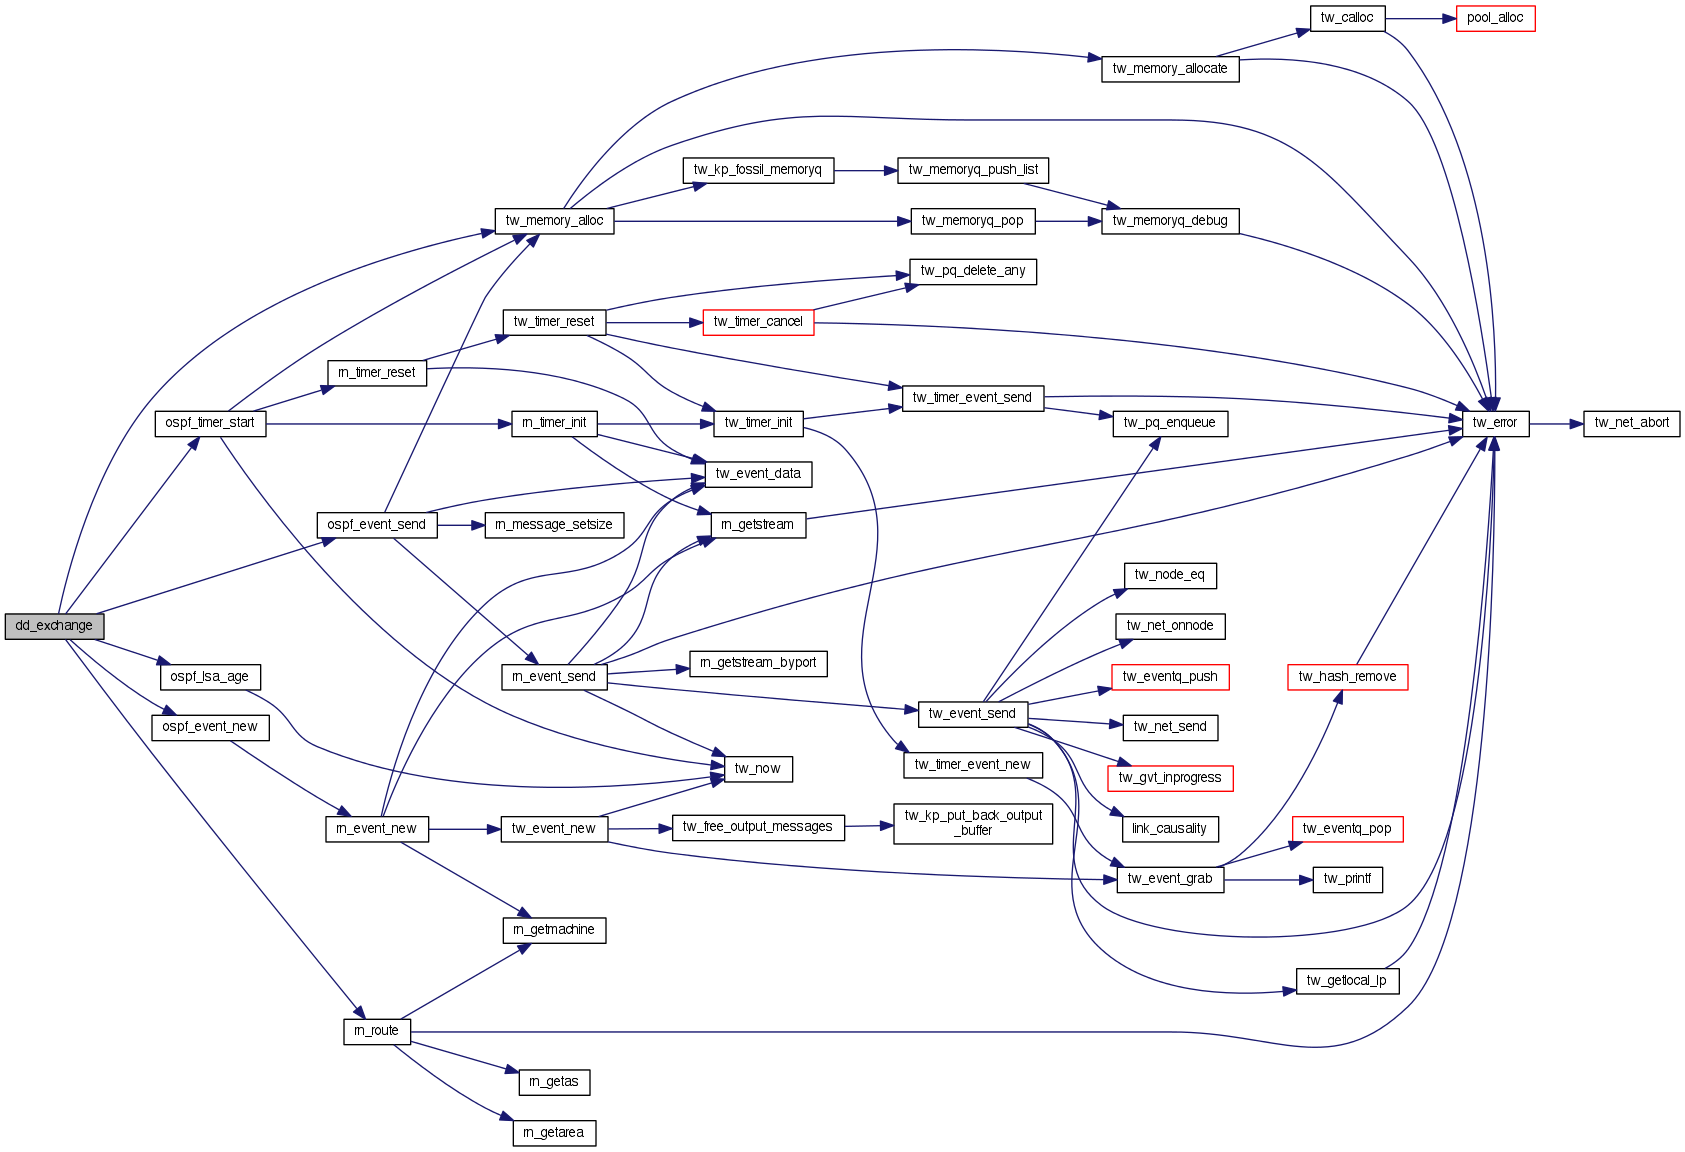 tw_calloc
pool_alloc
tw_memory_allocate
tw_kp_fossil_memoryq
tw_memoryq_push_list
tw_memory_alloc
tw_memoryq_pop
tw_memoryq_debug
tw_pq_delete_any
tw_timer_reset
tw_timer_cancel
rn_timer_reset
tw_timer_event_send
ospf_timer_start
rn_timer_init
tw_timer_init
tw_pq_enqueue
tw_error
tw_net_abort
tw_event_data
ospf_event_send
rn_message_setsize
rn_getstream
tw_node_eq
dd_exchange
tw_net_onnode
ospf_lsa_age
rn_event_send
rn_getstream_byport
tw_eventq_push
tw_hash_remove
ospf_event_new
tw_event_send
tw_net_send
tw_now
tw_timer_event_new
tw_gvt_inprogress
rn_event_new
tw_event_new
tw_free_output_messages
tw_kp_put_back_output
_buffer
link_causality
tw_eventq_pop
tw_event_grab
tw_printf
rn_getmachine
tw_getlocal_lp
rn_route
rn_getas
rn_getarea